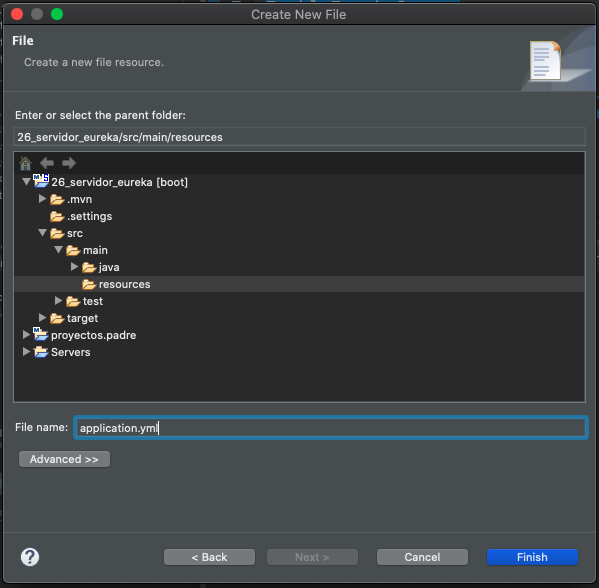 Create New File
File
Create a new file resource.
Enter or select the parent folder:
26_servidor_eureka/src/main/resources
26_servidor_eureka [boot]
.mvn
.settings
src
main
java
resources
test
target
proyectos.padre
Servers
File name: application.yml
Advanced >>
? < Back Next > Cancel Finish